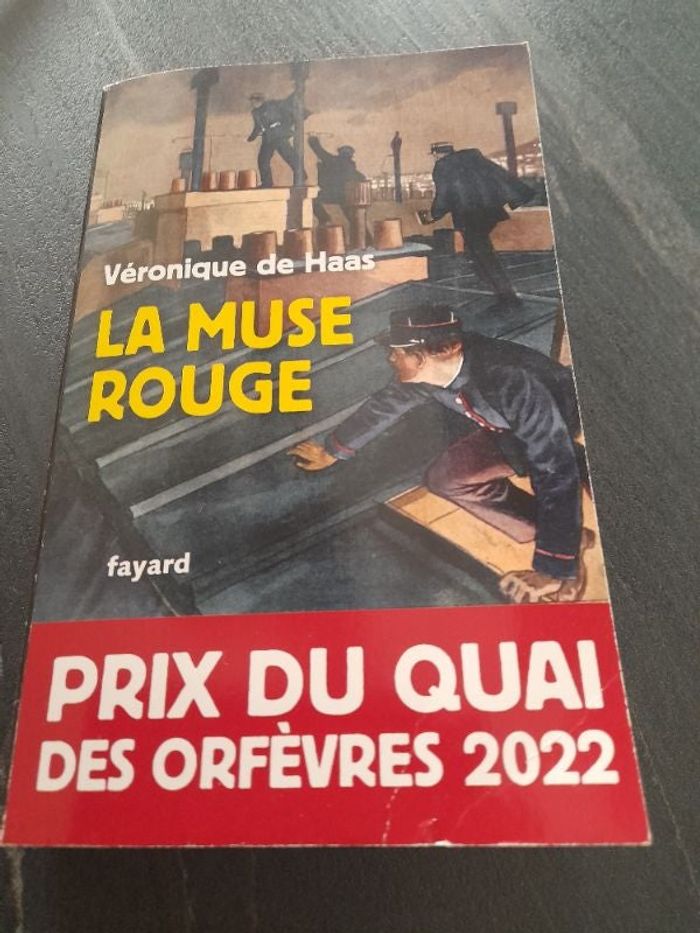 Véronique de Haas
LA MUSE
ROUGE
fayard
PRIX DU QUAI
DES ORFÈVRES 2022